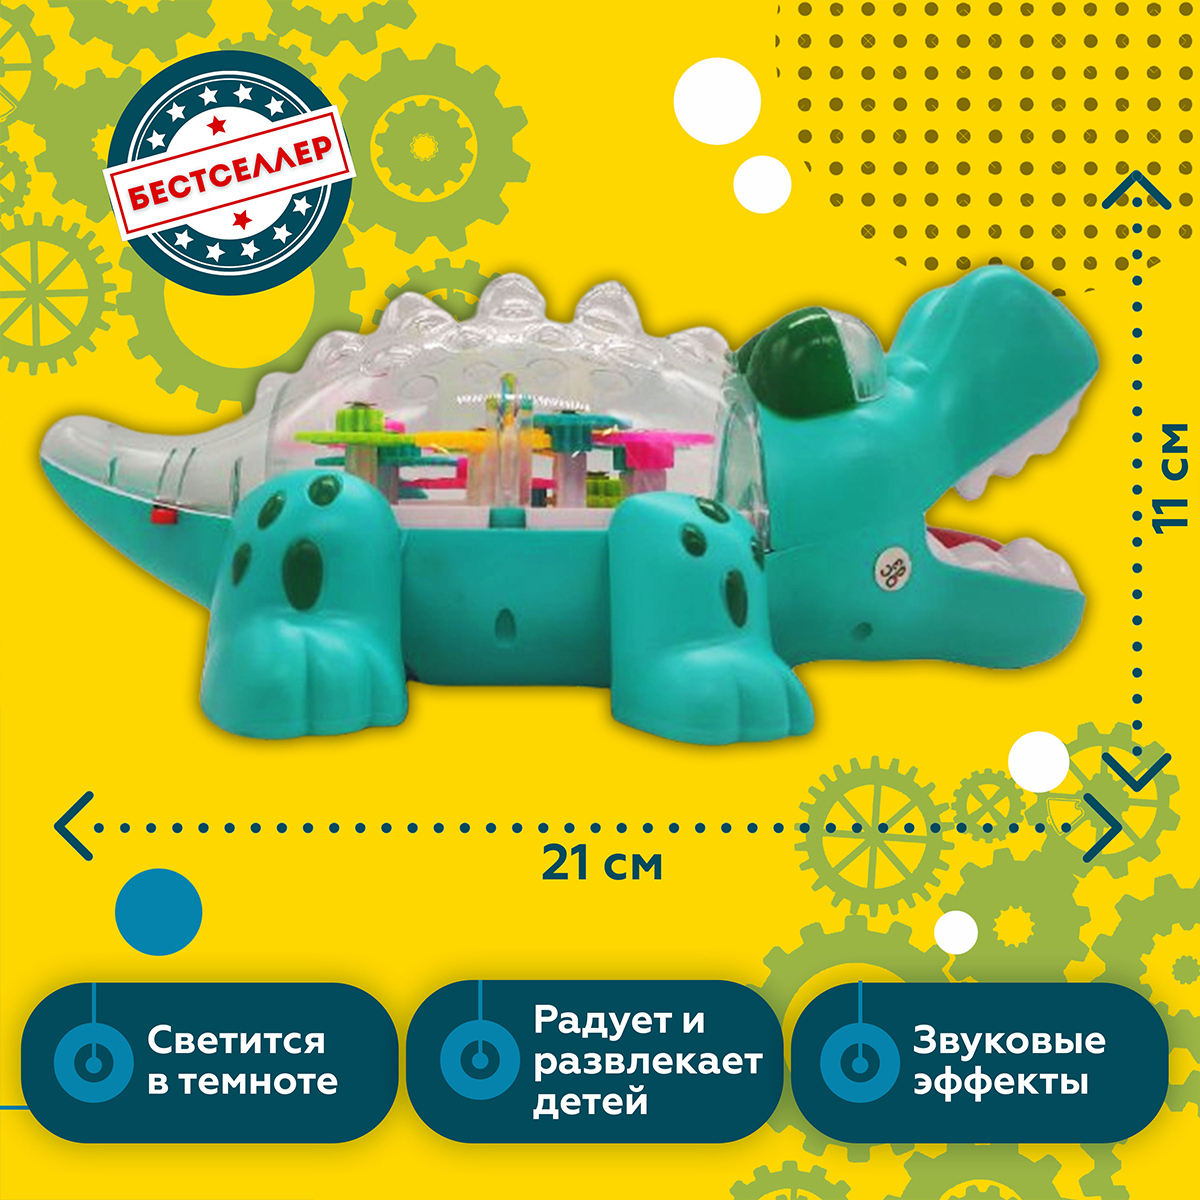 БЕСТСЕЛЛЕР
11 см
21 см
Светится
в темноте
Радует и
развлекает
детей
Звуковые
эффекты